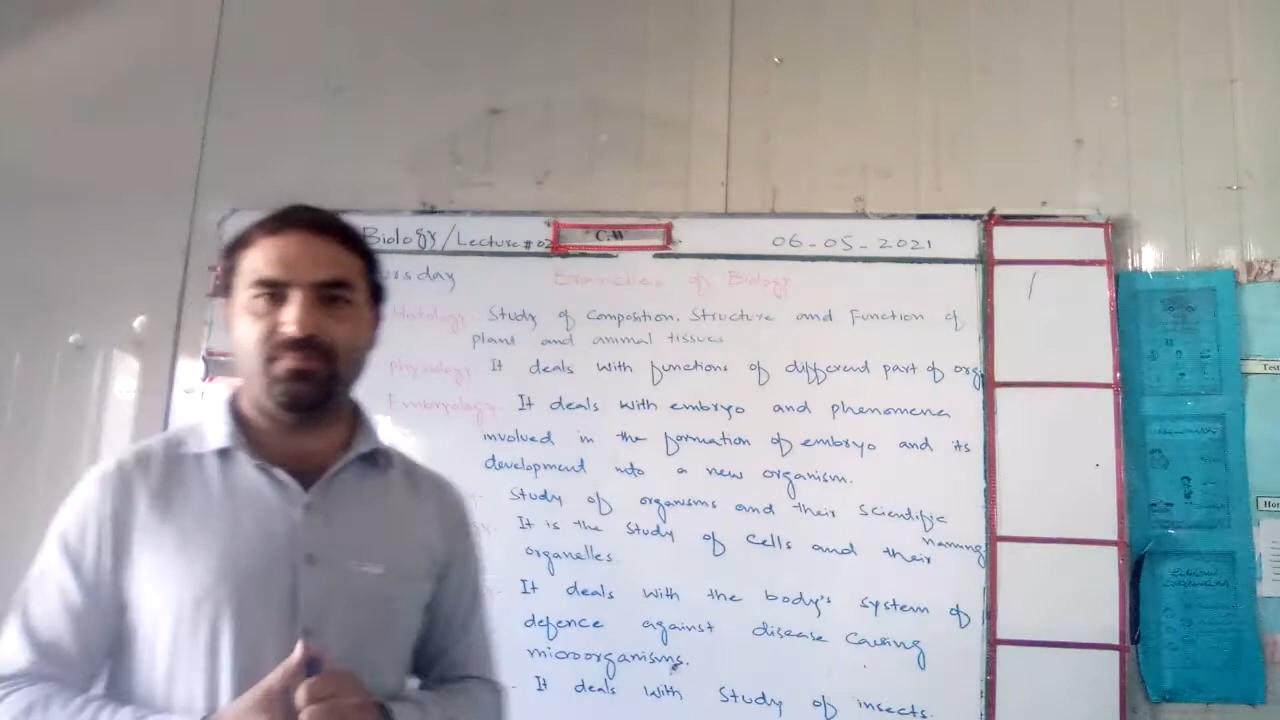 Biology/Lecture # 02
C.W
06-05-2021
rsday
Branches of Biology
Histology. Study of Composition, Structure and Function of
plant and animal tissues
physiology It deals with functions of different part of org
Embryology. It deals with embryo and phenomena
involved in the formation of embryo and its
development into a new organism.
Study of organisms and their scientific
naming
It is the study of cells and their
organelles
It deals with the body's system of
defence against disease causing
microorganisms.
It deals with study of insects.
Test
Hom